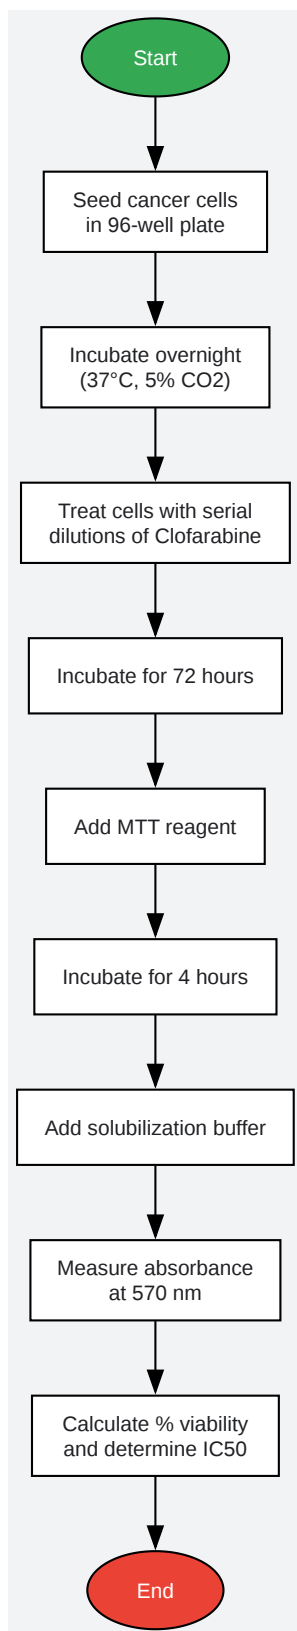 Start
Seed cancer cells
in 96-well plate
Incubate overnight
(37°C, 5% CO2)
Treat cells with serial
dilutions of Clofarabine
Incubate for 72 hours
Add MTT reagent
Incubate for 4 hours
Add solubilization buffer
Measure absorbance
at 570 nm
Calculate % viability
and determine IC50
End